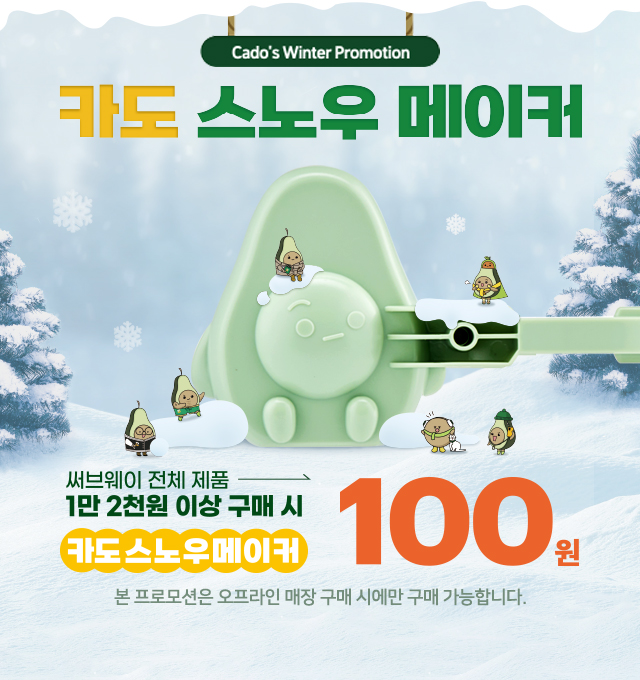 Cado's Winter Promotion
카도 스노우 메이커
써브웨이 전체 제품
1만 2천원 이상 구매 시
카도스노우메이커
100원
본 프로모션은 오프라인 매장 구매 시에만 구매 가능합니다.